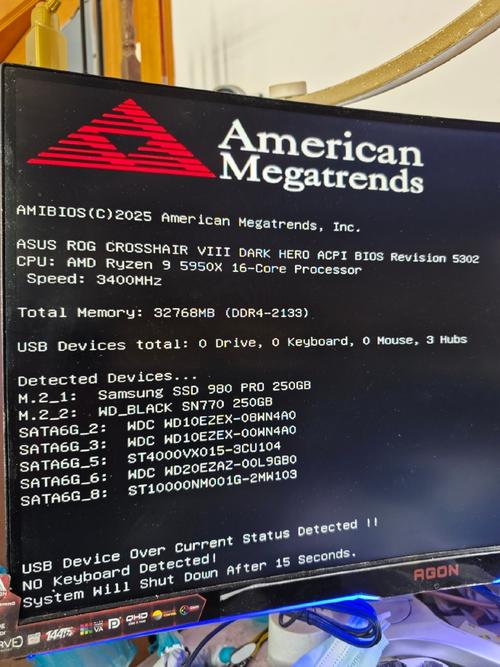 American
Megatrends
AMIBIOS(C)2025 American Megatrends, Inc.
ASUS ROG CROSSHAIR VIII DARK HERO ACPI BIOS Revision 5302
CPU: AMD Ryzen 9 5950X 16-Core Processor
Speed: 3400MHz
Total Memory: 32768MB (DDR4-2133)
USB Devices total: 0 Drive, 0 Keyboard, 0 Mouse, 3 Hubs
Detected Devices...
M.2_1: Samsung SSD 980 PRO 250GB
M.2_2: WD_BLACK SN770 250GB
SATA6G_2: WDC WD10EZEX-08WN4A0
SATA6G_3: WDC WD10EZEX-00WN4A0
SATA6G_5: ST4000VX015-3CU104
SATA6G_6: WDC WD20EZAZ-00L9GB0
SATA6G_8: ST10000NM001G-2MW103
USB Device Over Current Status Detected !!
NO Keyboard Detected!
System Will Shut Down After 15 Seconds.
AGON
144Hz
QHD